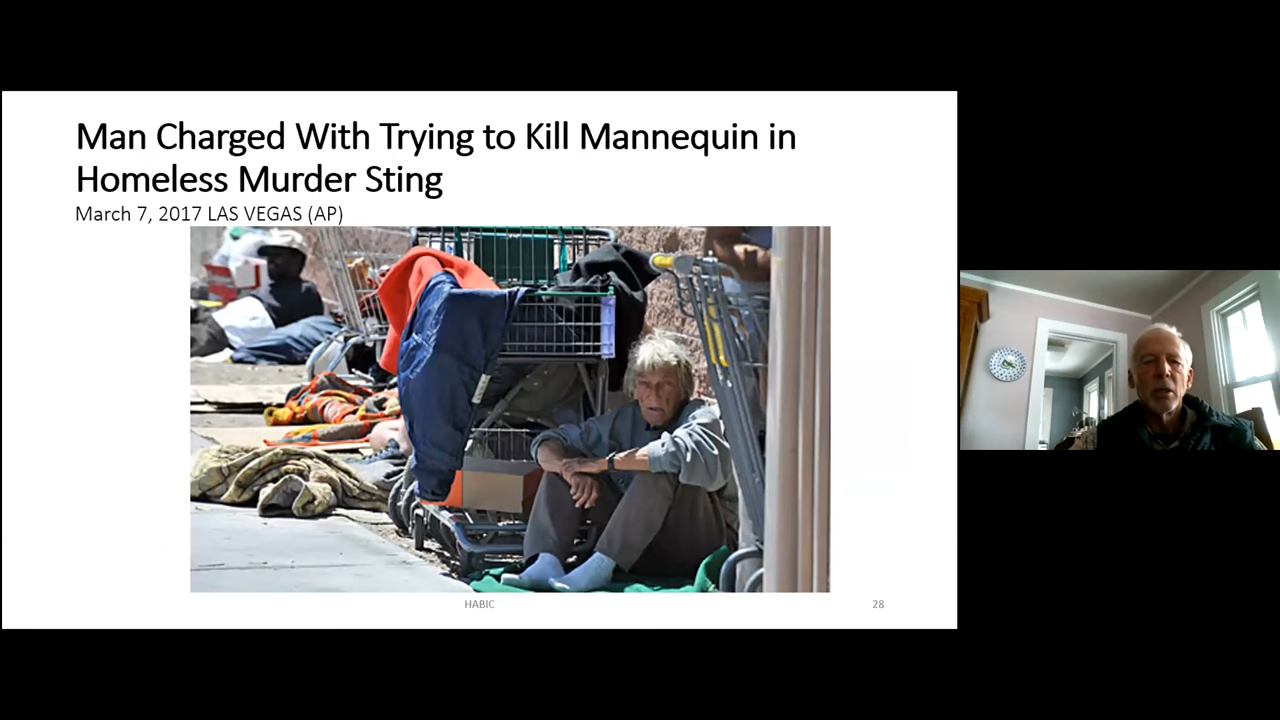 Man Charged With Trying to Kill Mannequin in
Homeless Murder Sting
March 7, 2017 LAS VEGAS (AP)
HABIC
28